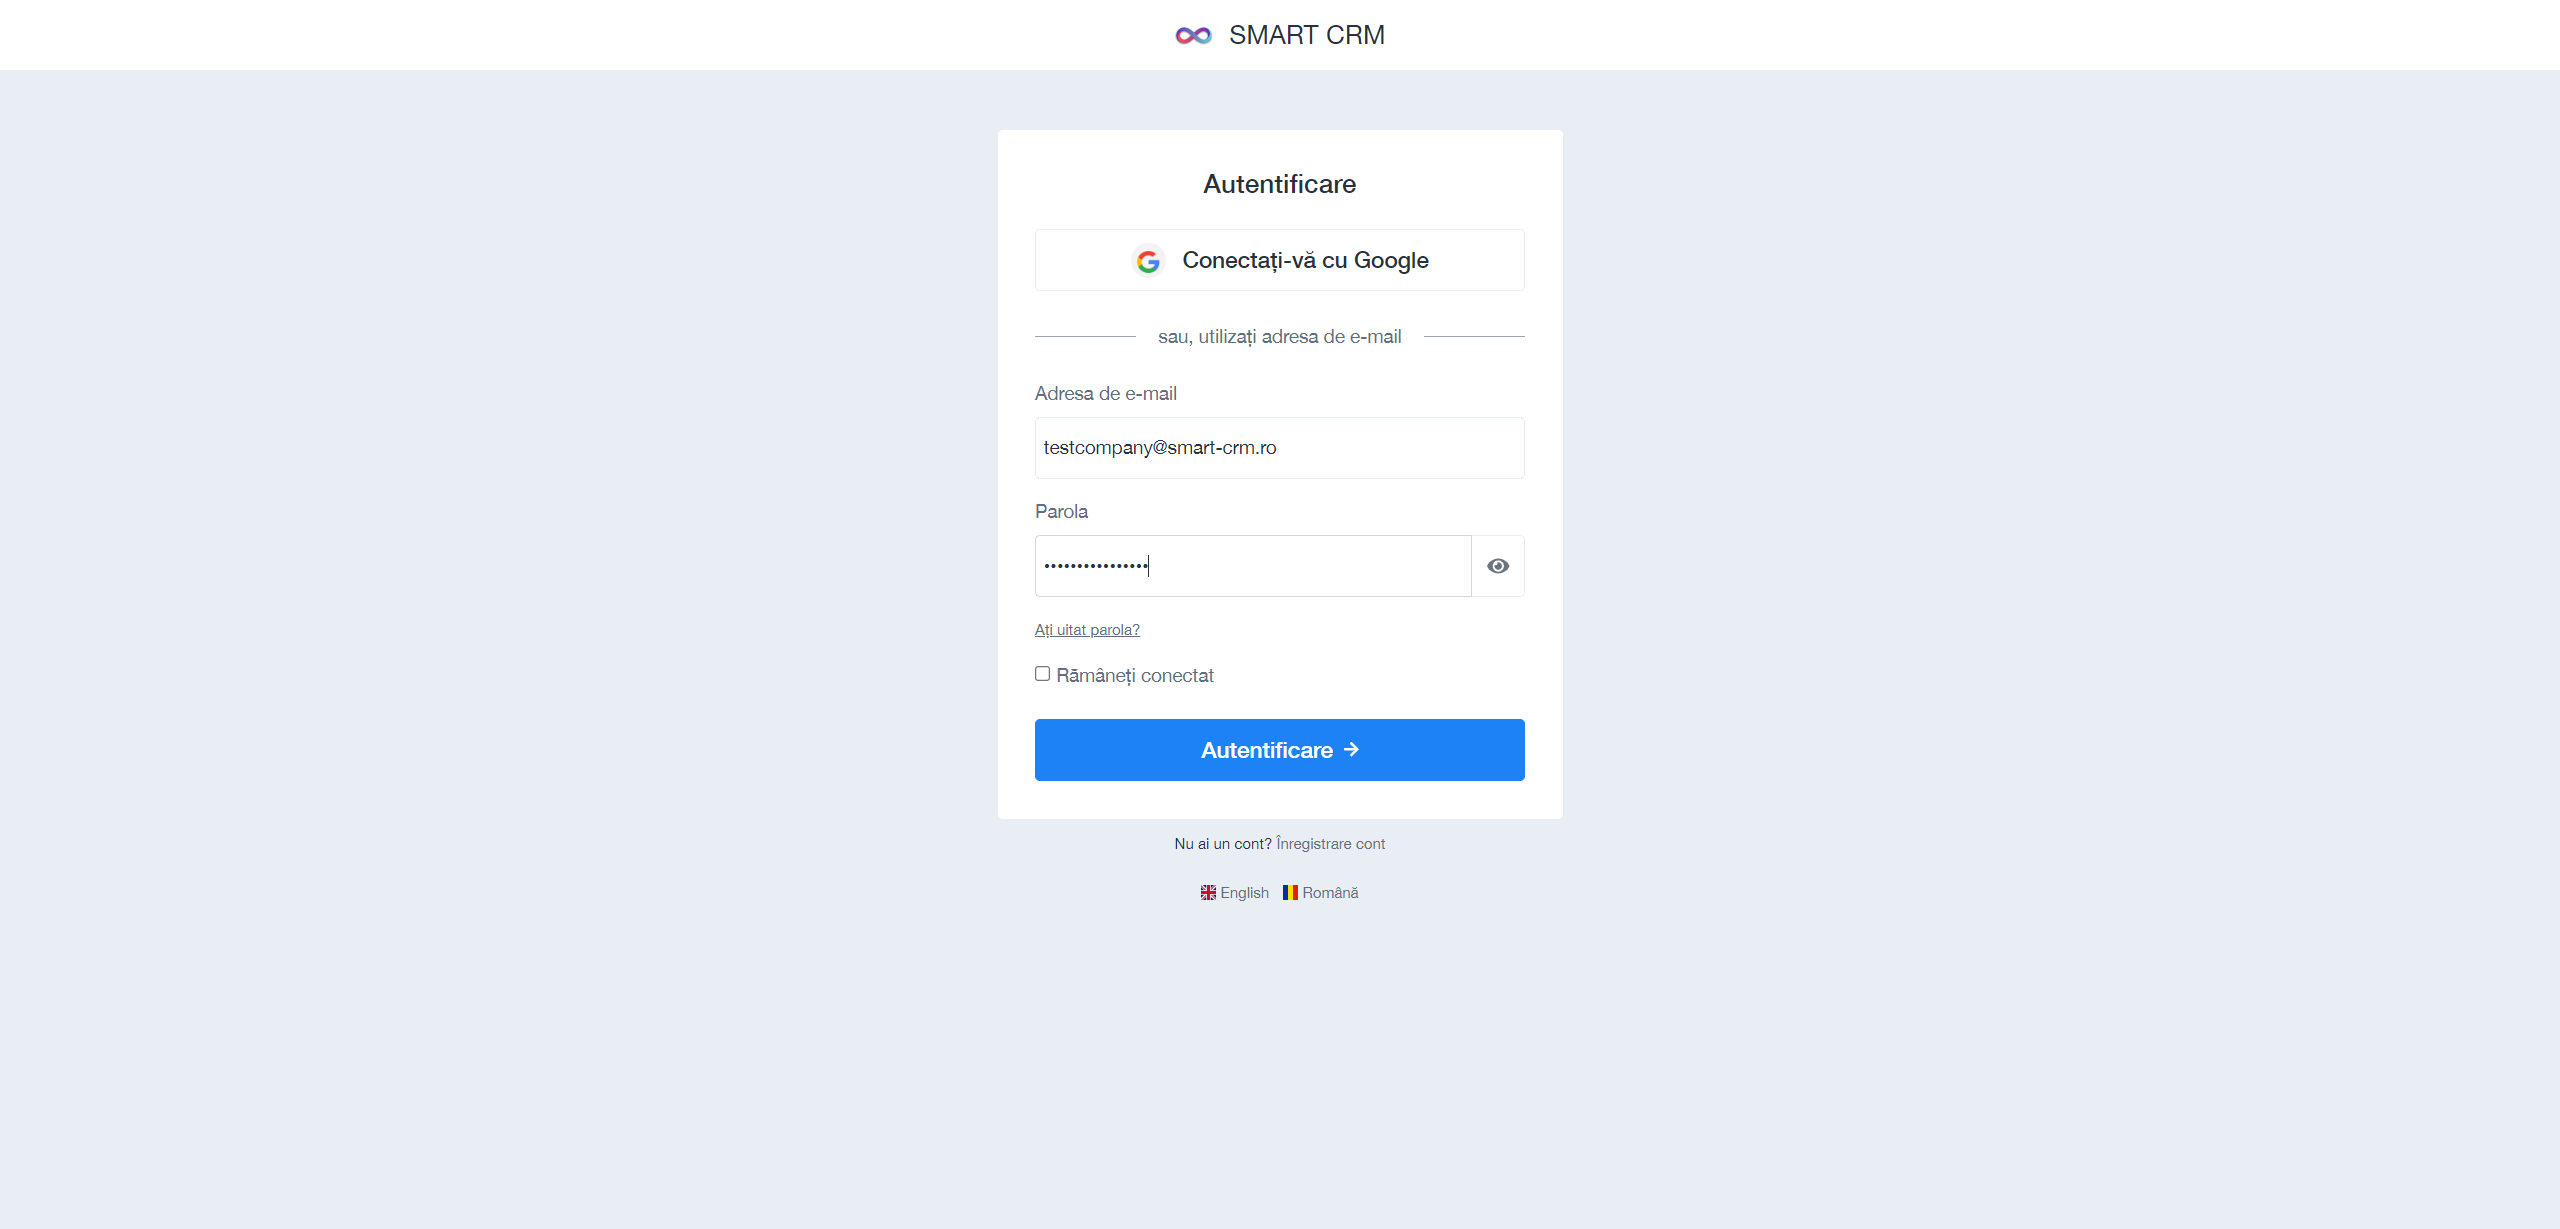 SMART CRM
Autentificare
Conectați-vă cu Google
sau, utilizați adresa de e-mail
Adresa de e-mail
testcompany@smart-crm.ro
Parola
••••••••••••••••
Ați uitat parola?
Rămâneți conectat
Autentificare →
Nu ai un cont? Înregistrare cont
English Română